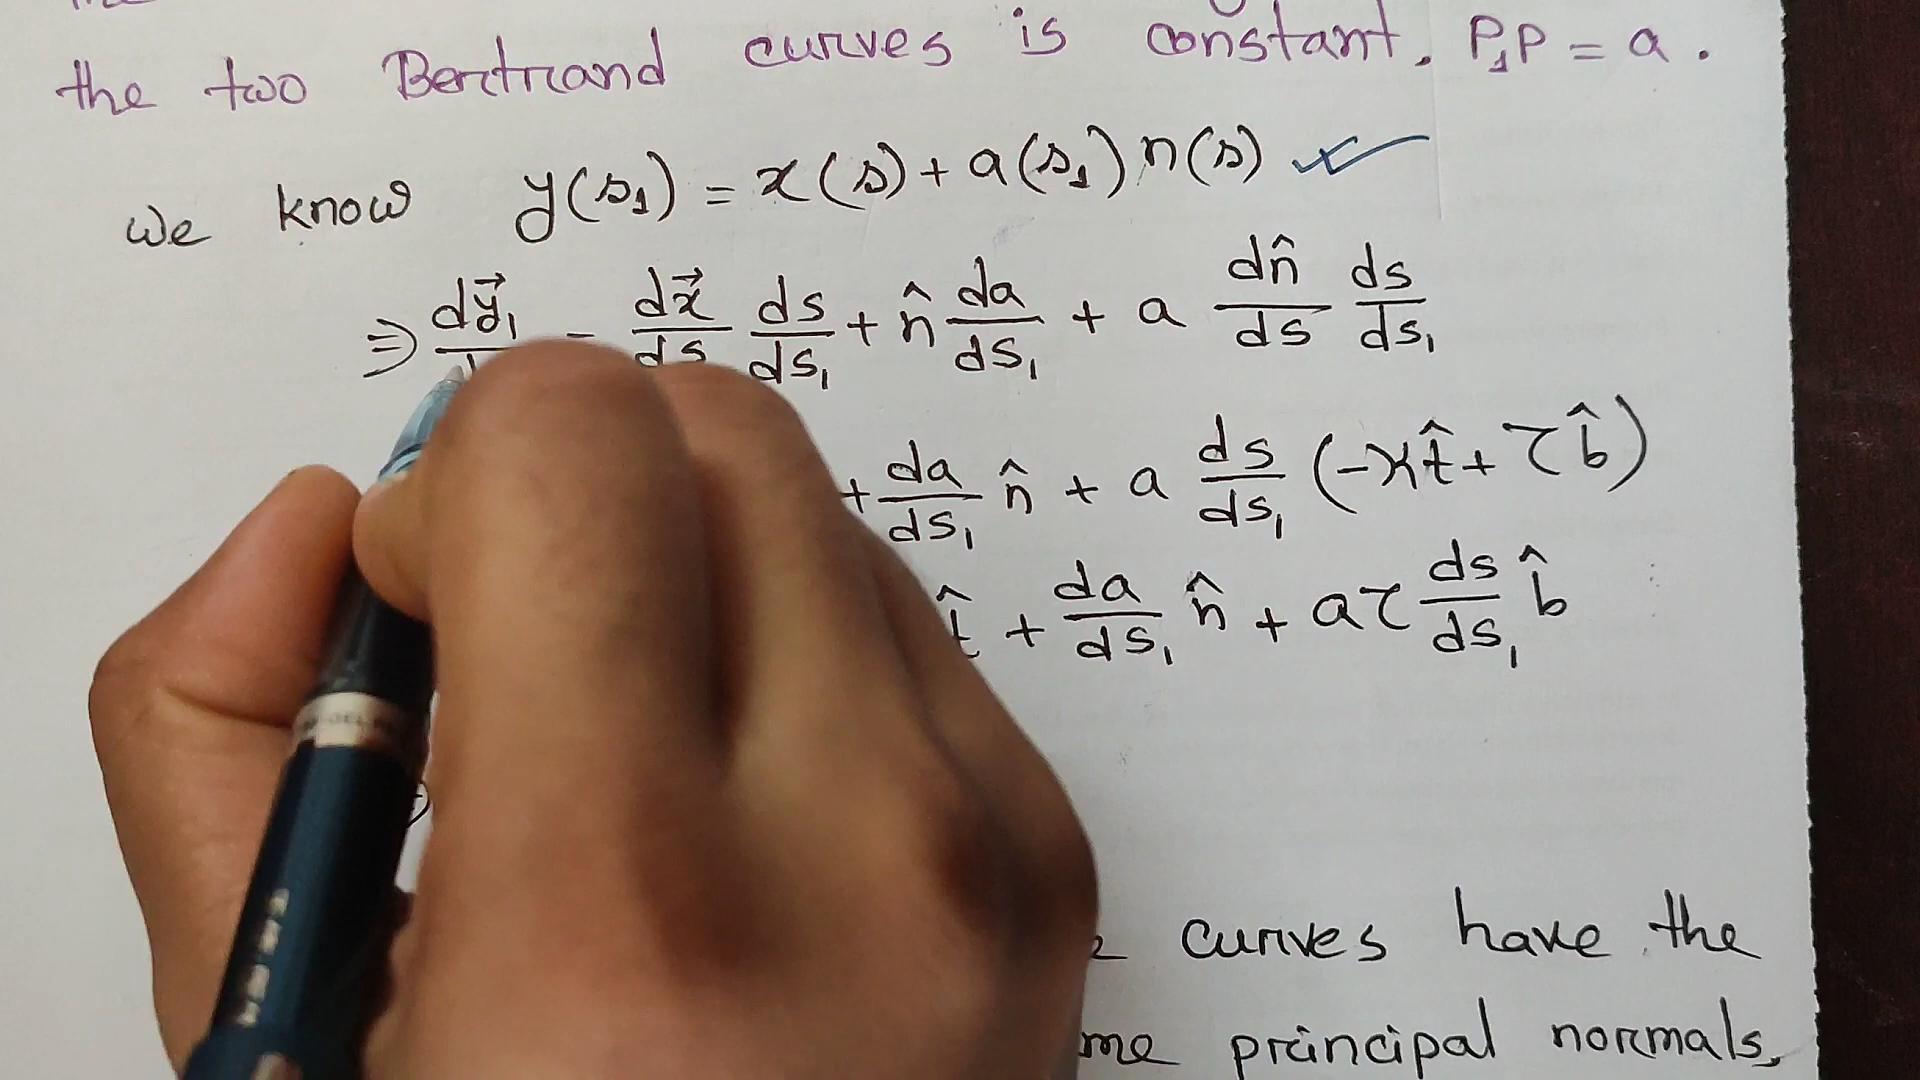 the two Bertrand curves is constant. P₁P = a.
We know y(s₁) = x(s) + a(s₁) n(s)
⇒ dy⃗₁/d = dx⃗/ds ds/ds₁ + n̂ da/ds₁ + a dn̂/ds ds/ds₁
+ da/ds₁ n̂ + a ds/ds₁ (-ϰt̂ + τb̂)
t̂ + da/ds₁ n̂ + aτ ds/ds₁ b̂
curves have the
principal normals,